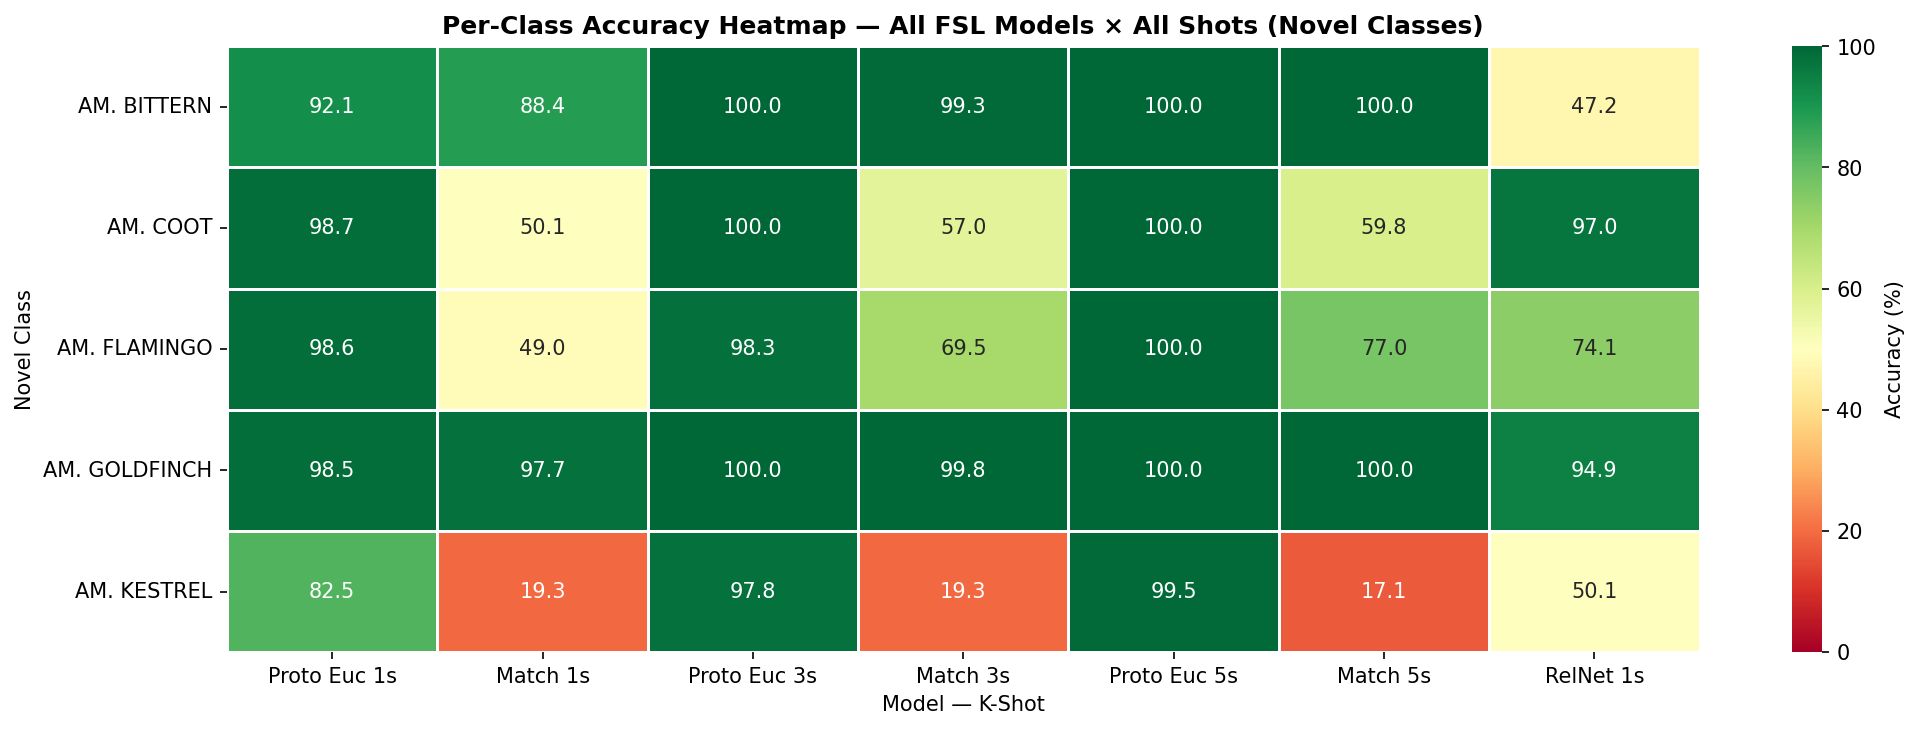 Per-Class Accuracy Heatmap — All FSL Models × All Shots (Novel Classes)
Novel Class
AM. BITTERN 92.1 88.4 100.0 99.3 100.0 100.0 47.2
AM. COOT 98.7 50.1 100.0 57.0 100.0 59.8 97.0
AM. FLAMINGO 98.6 49.0 98.3 69.5 100.0 77.0 74.1
AM. GOLDFINCH 98.5 97.7 100.0 99.8 100.0 100.0 94.9
AM. KESTREL 82.5 19.3 97.8 19.3 99.5 17.1 50.1
Proto Euc 1s Match 1s Proto Euc 3s Match 3s Proto Euc 5s Match 5s RelNet 1s
Model — K-Shot
100
80
60
40
20
0
Accuracy (%)